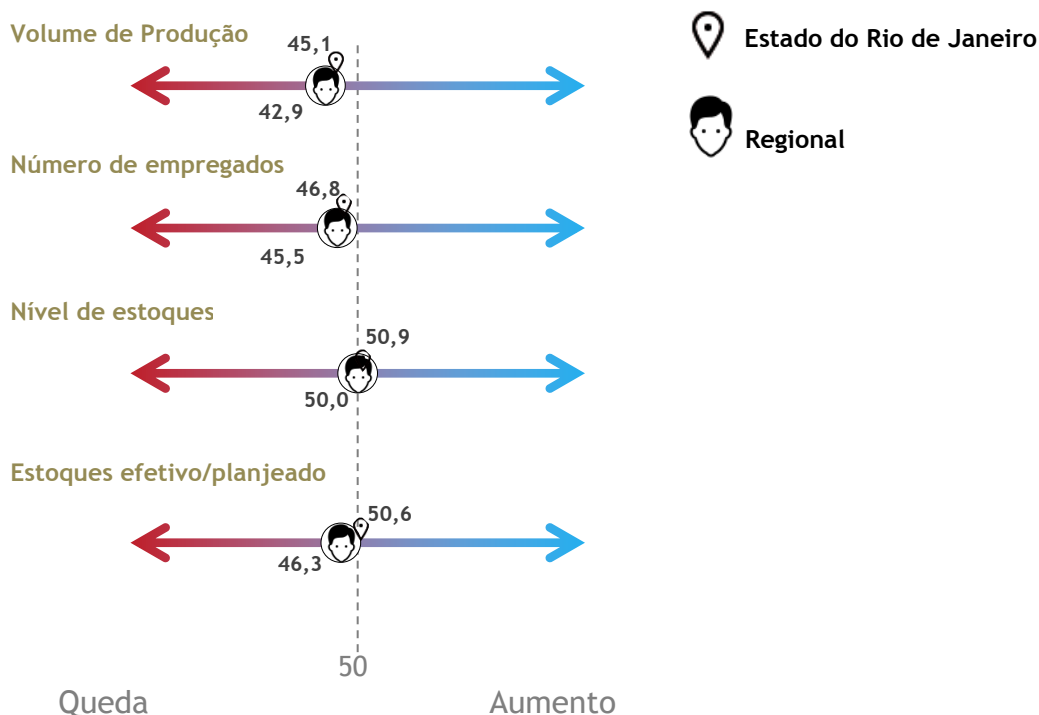 Volume de Produção
45,1
42,9
Número de empregados
46,8
45,5
Nível de estoques
50,9
50,0
Estoques efetivo/planjeado
50,6
46,3
50
Queda
Aumento
Estado do Rio de Janeiro
Regional